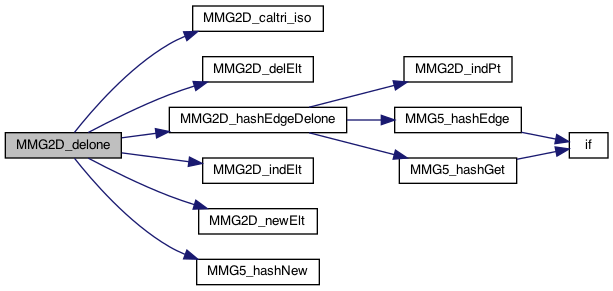 MMG2D_caltri_iso
MMG2D_delElt
MMG2D_indPt
MMG2D_hashEdgeDelone
MMG5_hashEdge
MMG2D_delone
if
MMG2D_indElt
MMG5_hashGet
MMG2D_newElt
MMG5_hashNew